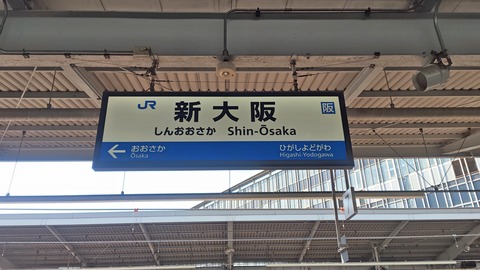 JR 新大阪 阪
しんおおさか Shin-Ōsaka
← おおさか ひがしよどがわ
Ōsaka Higashi-Yodogawa